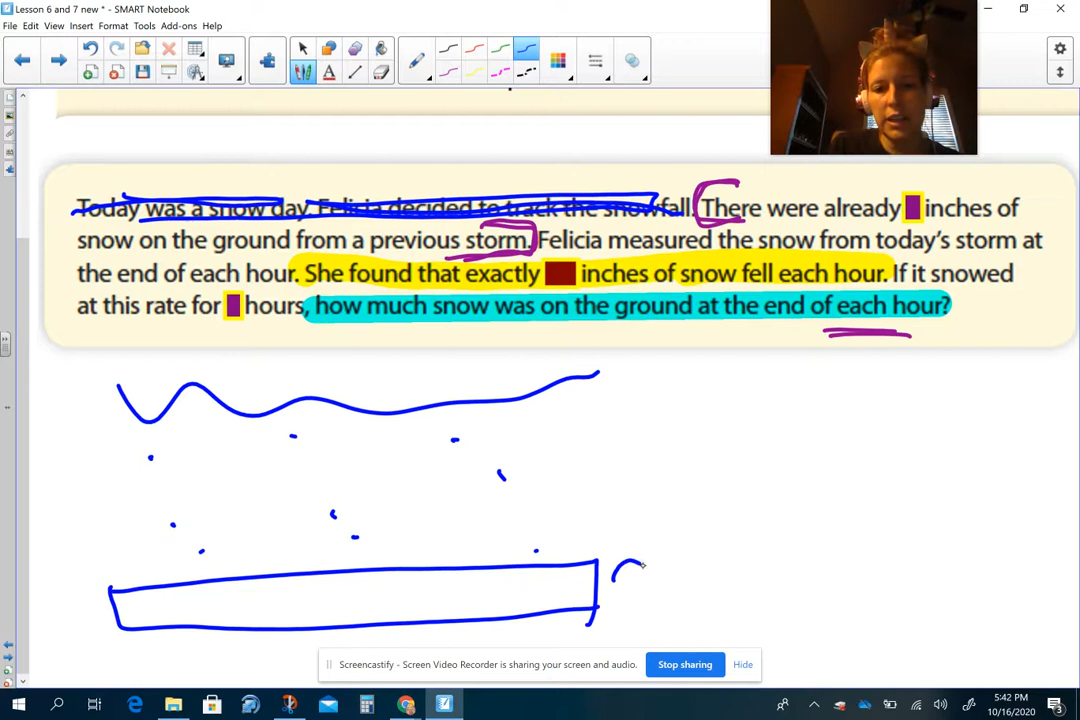 Lesson 6 and 7 new * - SMART Notebook
File Edit View Insert Format Tools Add-ons Help
Today was a snow day. Felicia decided to track the snowfall. There were already inches of
snow on the ground from a previous storm. Felicia measured the snow from today's storm at
the end of each hour. She found that exactly inches of snow fell each hour. If it snowed
at this rate for hours, how much snow was on the ground at the end of each hour?
Screencastify - Screen Video Recorder is sharing your screen and audio.
Stop sharing
Hide
5:42 PM
10/16/2020